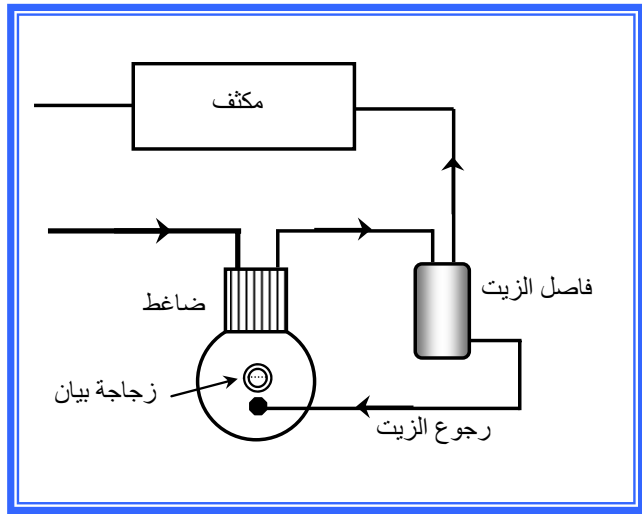 مكثف
فاصل الزيت
ضاغط
زجاجة بيان
رجوع الزيت